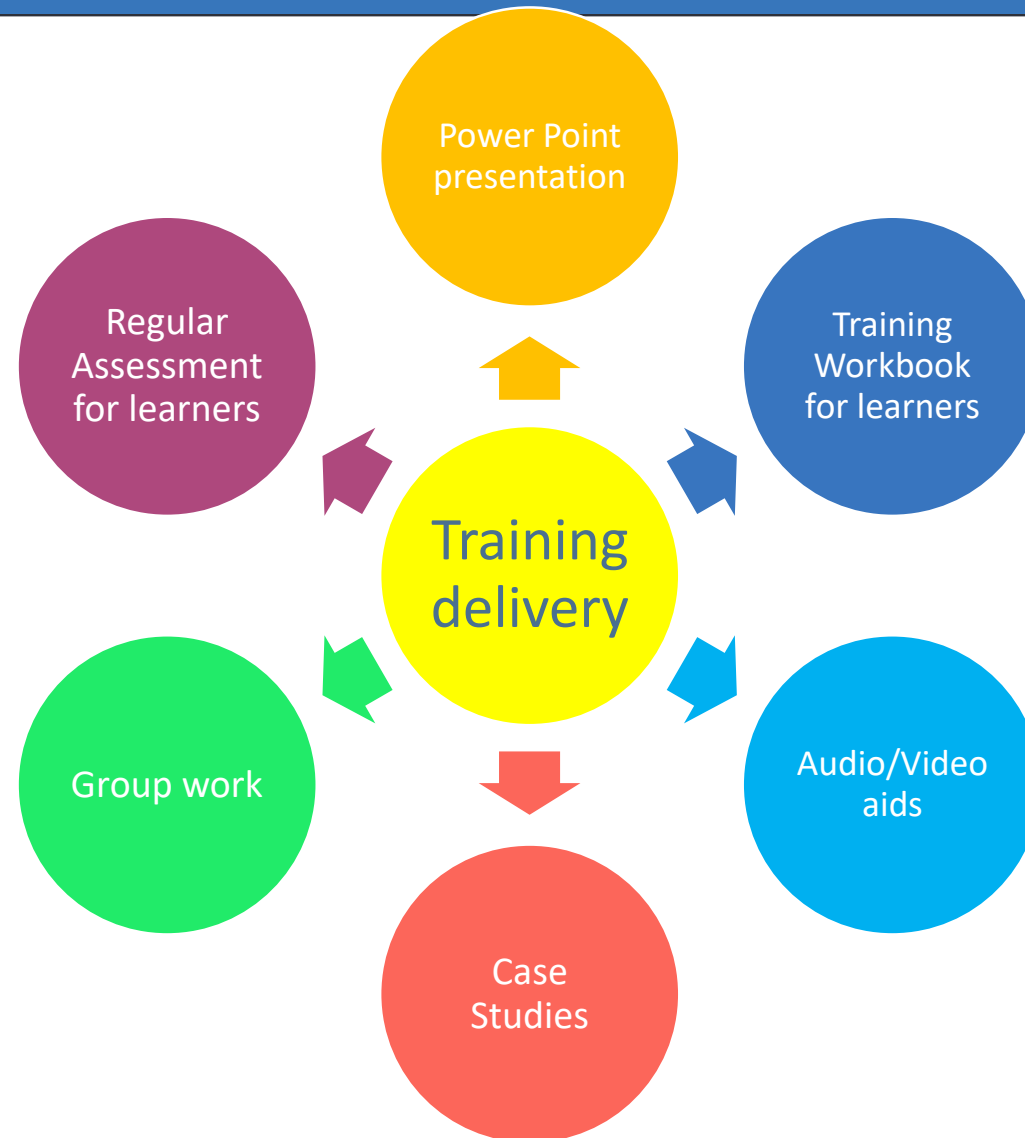 Power Point
presentation
Regular
Assessment
for learners
Training
Workbook
for learners
Training
delivery
Group work
Audio/Video
aids
Case
Studies